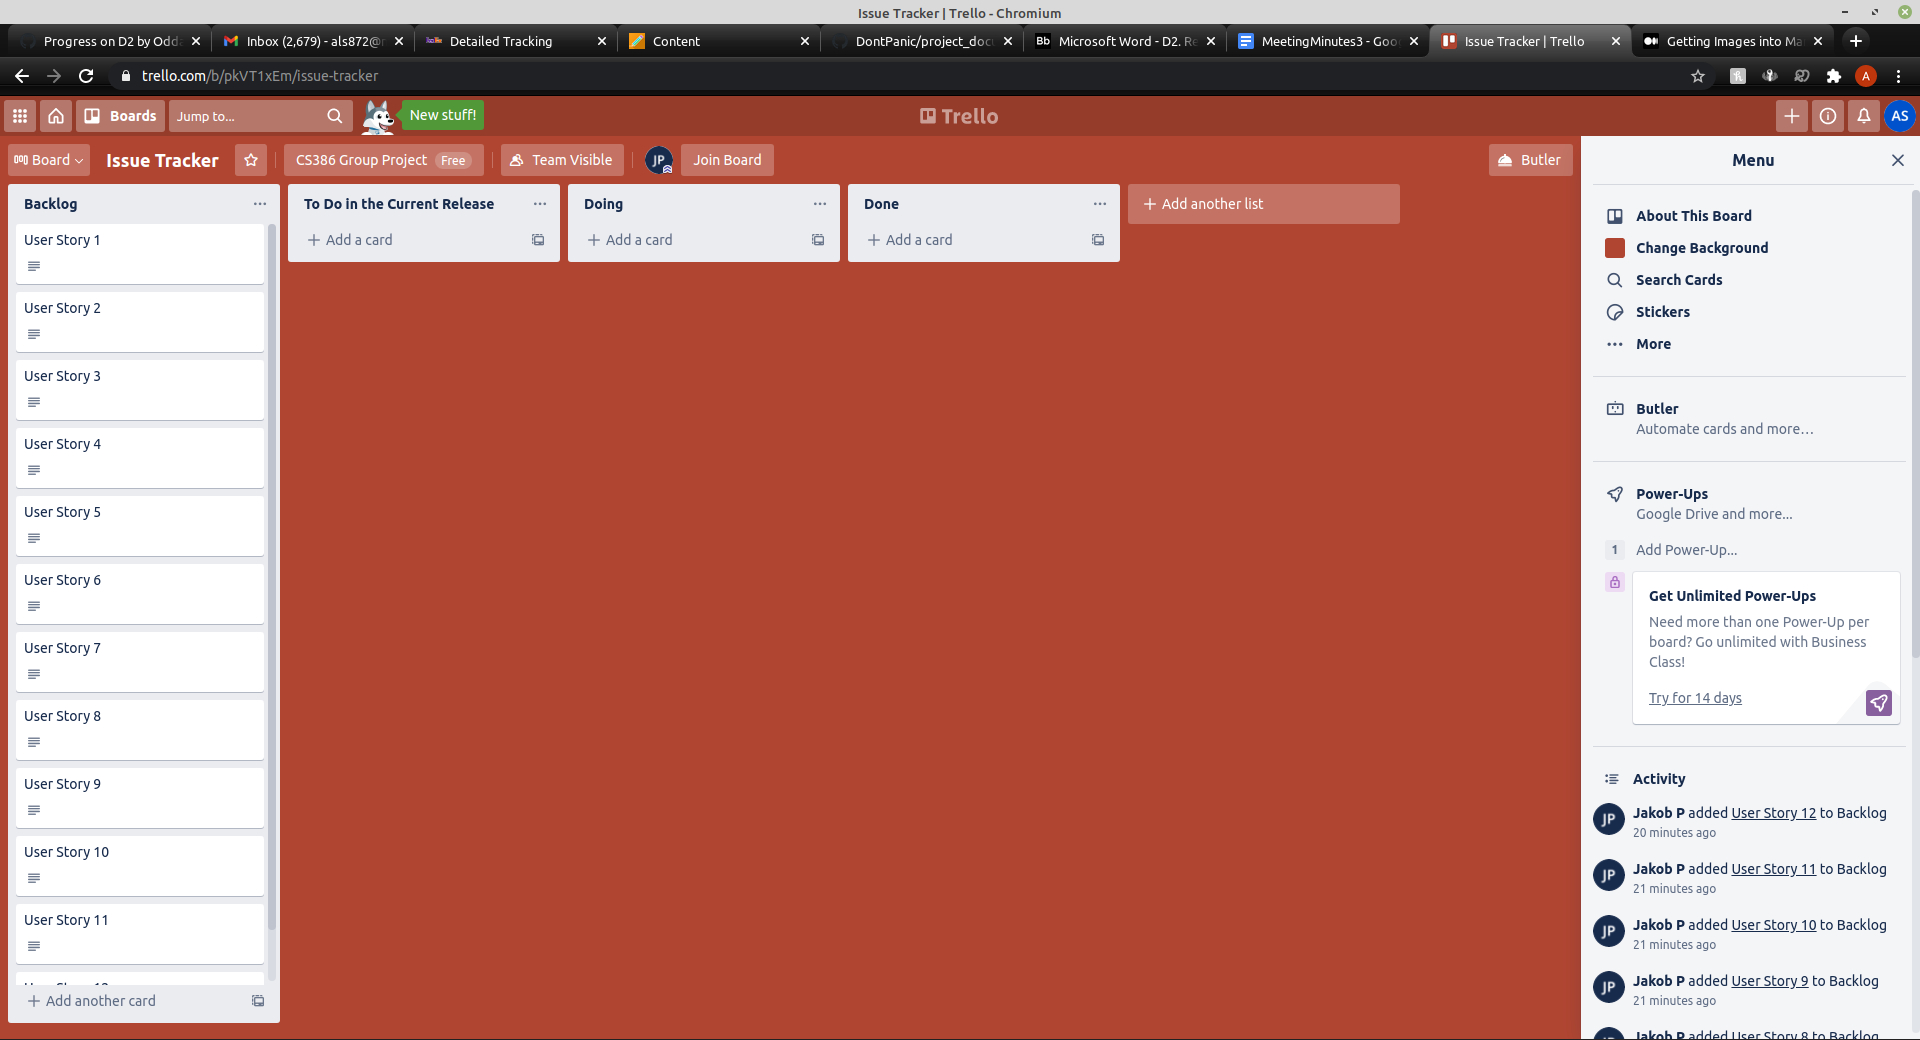 Issue Tracker | Trello - Chromium
Progress on D2 by Odd
Inbox (2,679) - als872@
Detailed Tracking
Content
DontPanic/project_doc
Bb
Microsoft Word - D2. Re
MeetingMinutes3 - Goo
Issue Tracker | Trello
Getting Images into Ma
trello.com/b/pkVT1xEm/issue-tracker
A
Boards
Jump to...
New stuff!
Trello
AS
Board
Issue Tracker
CS386 Group Project
Free
Team Visible
JP
Join Board
Butler
Backlog
User Story 1
User Story 2
User Story 3
User Story 4
User Story 5
User Story 6
User Story 7
User Story 8
User Story 9
User Story 10
User Story 11
Add another card
To Do in the Current Release
Add a card
Doing
Add a card
Done
Add a card
Add another list
Menu
About This Board
Change Background
Search Cards
Stickers
More
Butler
Automate cards and more...
Power-Ups
Google Drive and more...
1
Add Power-Up...
Get Unlimited Power-Ups
Need more than one Power-Up per
board? Go unlimited with Business
Class!
Try for 14 days
Activity
JP
Jakob P added User Story 12 to Backlog
20 minutes ago
JP
Jakob P added User Story 11 to Backlog
21 minutes ago
JP
Jakob P added User Story 10 to Backlog
21 minutes ago
JP
Jakob P added User Story 9 to Backlog
21 minutes ago
Jakob P added User Story 8 to Backlog